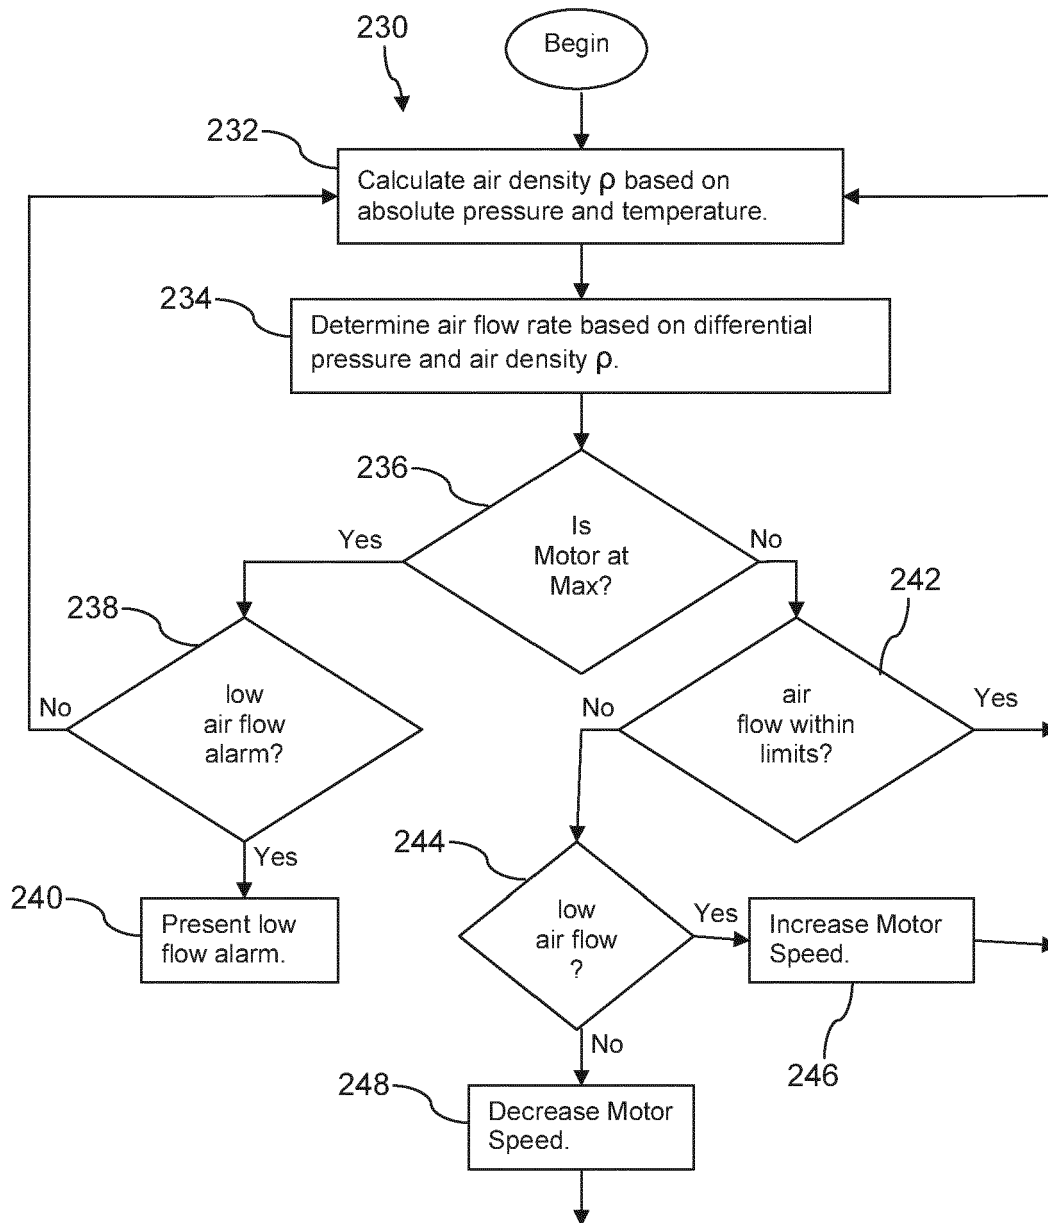 230
Begin
232
Calculate air density ρ based on
absolute pressure and temperature.
234
Determine air flow rate based on differential
pressure and air density ρ.
236
Is
Motor at
Max?
Yes
No
238
242
low
air flow
alarm?
No
Yes
air
flow within
limits?
No
Yes
240
Present low
flow alarm.
244
low
air flow
?
Yes
Increase Motor
Speed.
246
No
248
Decrease Motor
Speed.